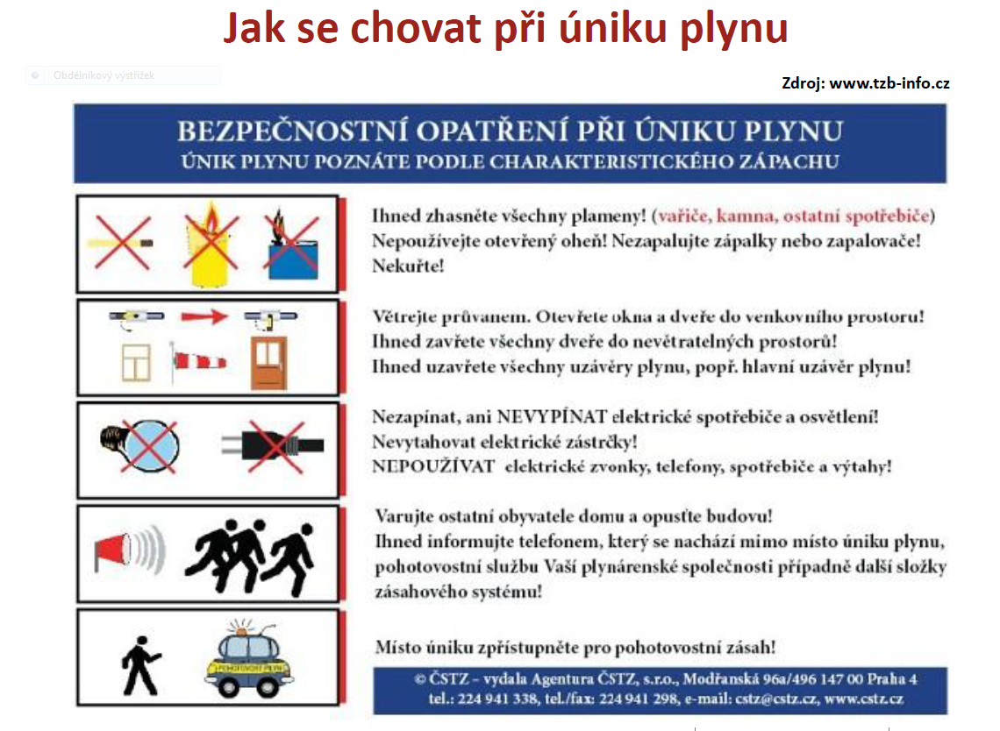 Jak se chovat při úniku plynu
Obdélníkový výstřižek
Zdroj: www.tzb-info.cz
BEZPEČNOSTNÍ OPATŘENÍ PŘI ÚNIKU PLYNU
ÚNIK PLYNU POZNÁTE PODLE CHARAKTERISTICKÉHO ZÁPACHU
Ihned zhasněte všechny plameny! (vařiče, kamna, ostatní spotřebiče)
Nepoužívejte otevřený oheň! Nezapalujte zápalky nebo zapalovače!
Nekuřte!
Větrejte průvanem. Otevřete okna a dveře do venkovního prostoru!
Ihned zavřete všechny dveře do nevětratelných prostorů!
Ihned uzavřete všechny uzávěry plynu, popř. hlavní uzávěr plynu!
Nezapínat, ani NEVYPÍNAT elektrické spotřebiče a osvětlení!
Nevytahovat elektrické zástrčky!
NEPOUŽÍVAT elektrické zvonky, telefony, spotřebiče a výtahy!
Varujte ostatní obyvatele domu a opusťte budovu!
Ihned informujte telefonem, který se nachází mimo místo úniku plynu,
pohotovostní službu Vaší plynárenské společnosti případně další složky
zásahového systému!
POHOTOVOST PLYN
Místo úniku zpřístupněte pro pohotovostní zásah!
© ČSTZ – vydala Agentura ČSTZ, s.r.o., Modřanská 96a/496 147 00 Praha 4
tel.: 224 941 338, tel./fax: 224 941 298, e-mail: cstz@cstz.cz, www.cstz.cz